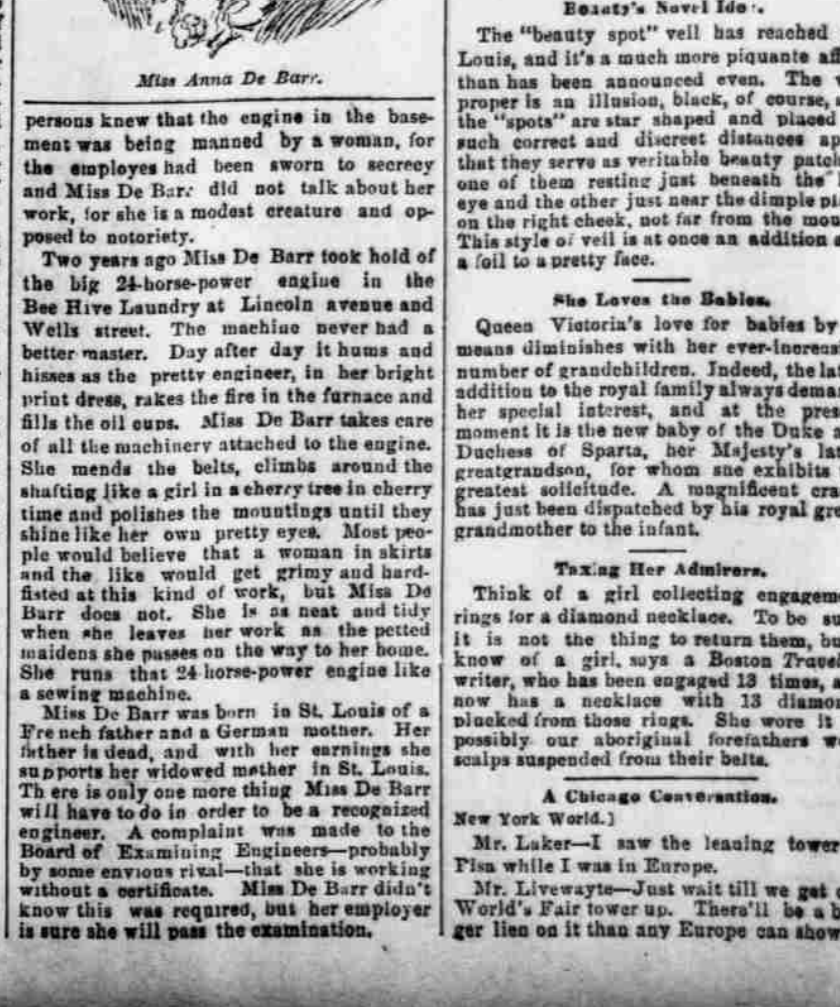 Miss Anna De Barr.
persons knew that the engine in the base-
ment was being manned by a woman, for
the employes had been sworn to secrecy
and Miss De Barr did not talk about her
work, for she is a modest creature and op-
posed to notoriety.
Two years ago Miss De Barr took hold of
the big 24-horse-power engine in the
Bee Hive Laundry at Lincoln avenue and
Wells street. The machine never had a
better master. Day after day it hums and
hisses as the pretty engineer, in her bright
print dress, rakes the fire in the furnace and
fills the oil cups. Miss De Barr takes care
of all the machinery attached to the engine.
She mends the belts, climbs around the
shafting like a girl in a cherry tree in cherry
time and polishes the mountings until they
shine like her own pretty eyes. Most peo-
ple would believe that a woman in skirts
and the like would get grimy and hard-
fisted at this kind of work, but Miss De
Barr does not. She is as neat and tidy
when she leaves her work as the petted
maidens she passes on the way to her home.
She runs that 24 horse-power engine like
a sewing machine.
Miss De Barr was born in St. Louis of a
French father and a German mother. Her
father is dead, and with her earnings she
supports her widowed mother in St. Louis.
There is only one more thing Miss De Barr
will have to do in order to be a recognized
engineer. A complaint was made to the
Board of Examining Engineers—probably
by some envious rival—that she is working
without a certificate. Miss De Barr didn't
know this was required, but her employer
is sure she will pass the examination.
Beauty's Novel Idea.
The "beauty spot" veil has reached
Louis, and it's a much more piquante aff
than has been announced even. The
proper is an illusion, black, of course,
the "spots" are star shaped and placed
such correct and discreet distances ap
that they serve as veritable beauty patch
one of them resting just beneath the
eye and the other just near the dimple pl
on the right cheek, not far from the mou
This style of veil is at once an addition a
a foil to a pretty face.
She Loves the Babies.
Queen Victoria's love for babies by
means diminishes with her ever-increasi
number of grandchildren. Indeed, the lat
addition to the royal family always deman
her special interest, and at the pres
moment it is the new baby of the Duke a
Duchess of Sparta, her Majesty's lat
greatgrandson, for whom she exhibits
greatest solicitude. A magnificent cra
has just been dispatched by his royal gre
grandmother to the infant.
Taxing Her Admirers.
Think of a girl collecting engageme
rings for a diamond necklace. To be su
it is not the thing to return them, bu
know of a girl, says a Boston Travel
writer, who has been engaged 13 times, a
now has a necklace with 13 diamon
plucked from those rings. She wore it
possibly our aboriginal forefathers w
scalps suspended from their belts.
A Chicago Conversation.
New York World.]
Mr. Laker—I saw the leaning tower
Pisa while I was in Europe.
Mr. Livewayte—Just wait till we get
World's Fair tower up. There'll be a b
ger lien on it than any Europe can show